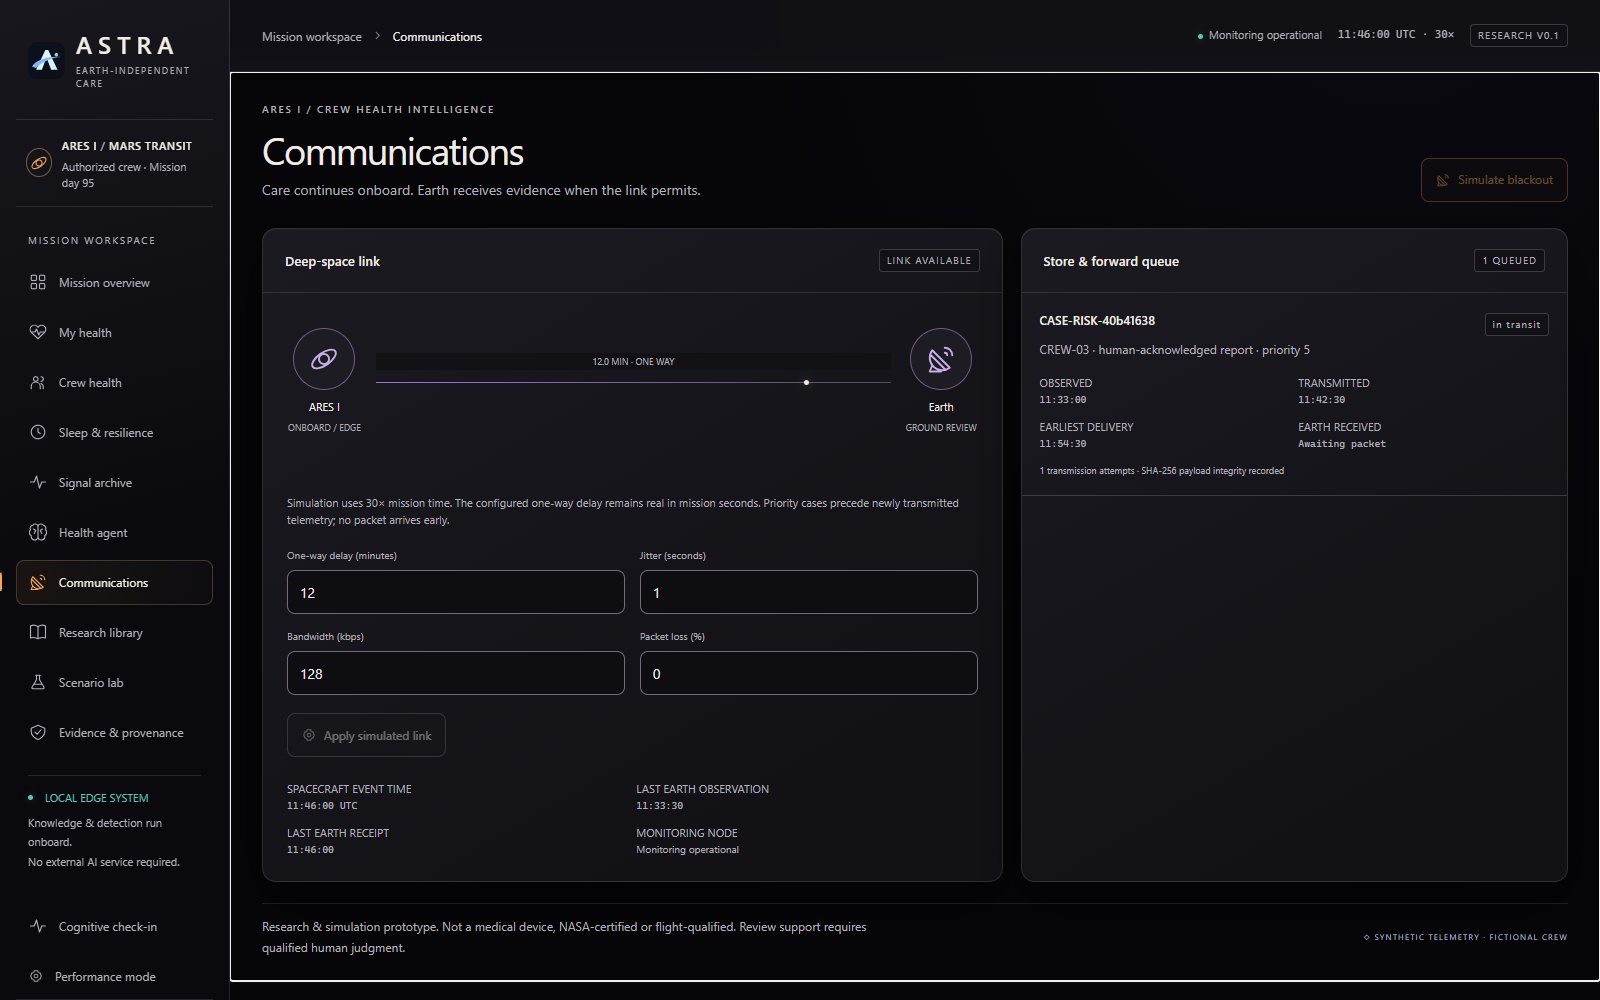 ASTRA
EARTH-INDEPENDENT
CARE
ARES I / MARS TRANSIT
Authorized crew · Mission
day 95
MISSION WORKSPACE
Mission overview
My health
Crew health
Sleep & resilience
Signal archive
Health agent
Communications
Research library
Scenario lab
Evidence & provenance
LOCAL EDGE SYSTEM
Knowledge & detection run
onboard.
No external AI service required.
Cognitive check-in
Performance mode
Mission workspace > Communications
Monitoring operational
11:46:00 UTC · 30×
RESEARCH V0.1
ARES I / CREW HEALTH INTELLIGENCE
Communications
Care continues onboard. Earth receives evidence when the link permits.
Simulate blackout
Deep-space link
LINK AVAILABLE
12.0 MIN · ONE WAY
ARES I
ONBOARD / EDGE
Earth
GROUND REVIEW
Simulation uses 30× mission time. The configured one-way delay remains real in mission seconds. Priority cases precede newly transmitted
telemetry; no packet arrives early.
One-way delay (minutes)
12
Jitter (seconds)
1
Bandwidth (kbps)
128
Packet loss (%)
0
Apply simulated link
SPACECRAFT EVENT TIME
11:46:00 UTC
LAST EARTH OBSERVATION
11:33:30
LAST EARTH RECEIPT
11:46:00
MONITORING NODE
Monitoring operational
Store & forward queue
1 QUEUED
CASE-RISK-40b41638
in transit
CREW-03 · human-acknowledged report · priority 5
OBSERVED
11:33:00
TRANSMITTED
11:42:30
EARLIEST DELIVERY
11:54:30
EARTH RECEIVED
Awaiting packet
1 transmission attempts · SHA-256 payload integrity recorded
Research & simulation prototype. Not a medical device, NASA-certified or flight-qualified. Review support requires
qualified human judgment.
SYNTHETIC TELEMETRY · FICTIONAL CREW